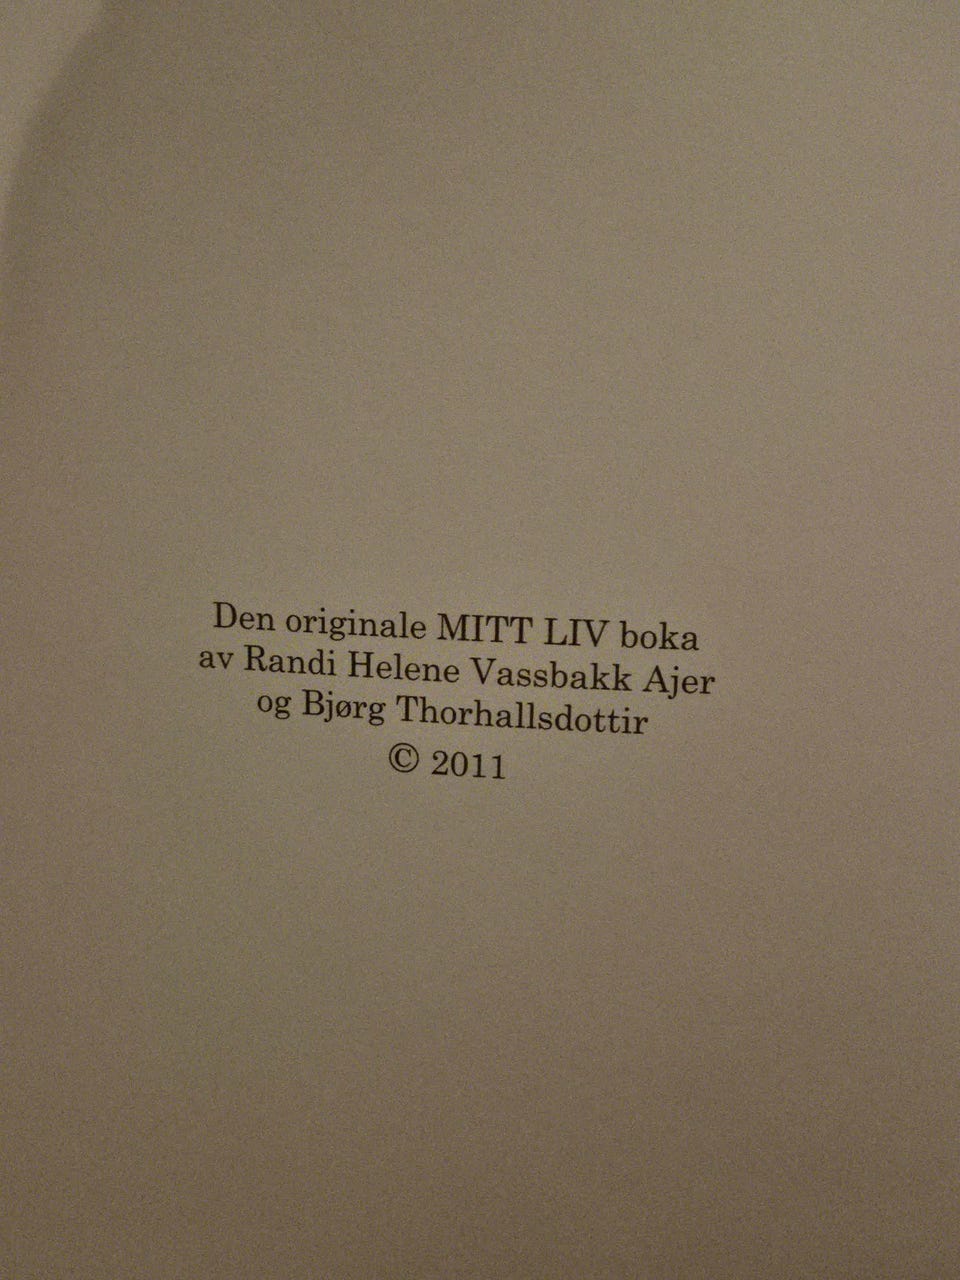 Den originale MITT LIV boka
av Randi Helene Vassbakk Ajer
og Bjørg Thorhallsdottir
© 2011